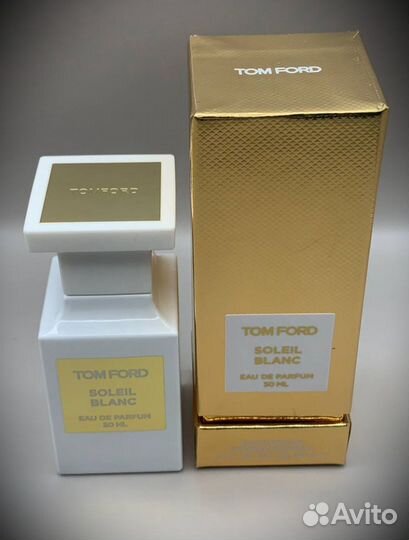 TOM FORD
TOM FORD
TOM FORD
SOLEIL
BLANC
EAU DE PARFUM
50 ML
TOM FORD
SOLEIL
BLANC
EAU DE PARFUM
50 ML
Avito